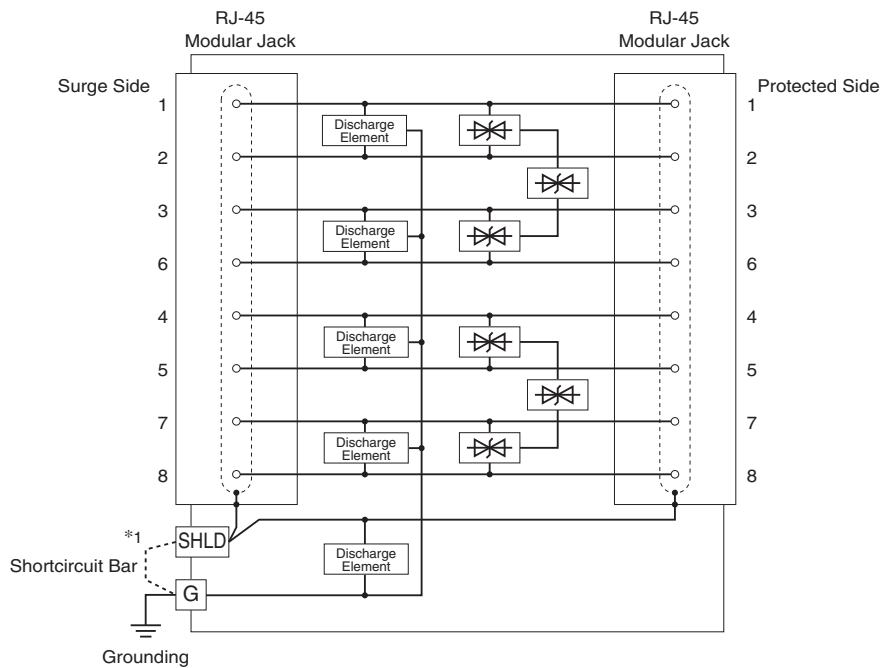 RJ-45
Modular Jack
RJ-45
Modular Jack
Surge Side
Protected Side
1
Discharge
Element
1
2
2
3
Discharge
Element
3
6
6
4
Discharge
Element
4
5
5
7
Discharge
Element
7
8
8
*1
SHLD
Shortcircuit Bar
Discharge
Element
G
Grounding